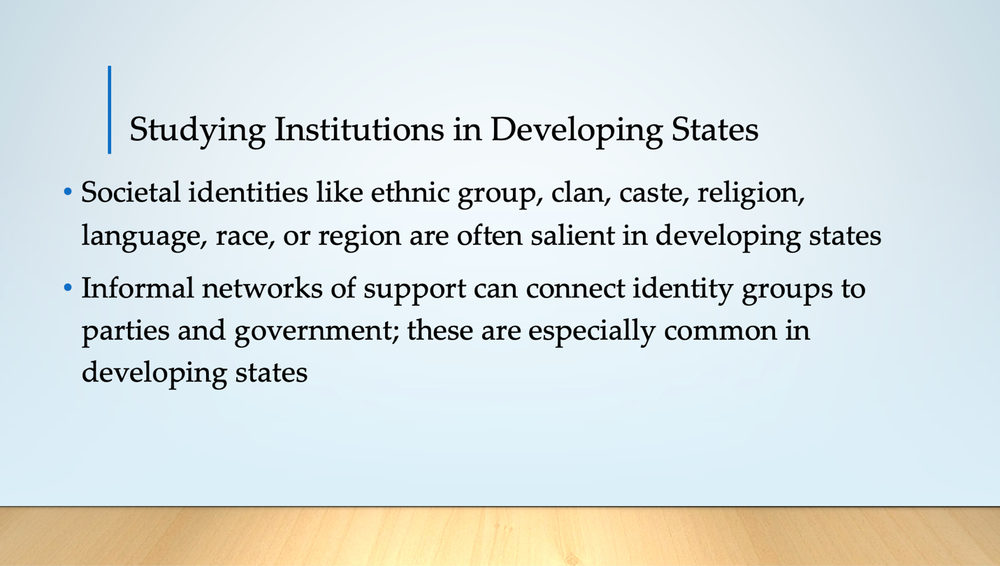 Studying Institutions in Developing States
• Societal identities like ethnic group, clan, caste, religion,
language, race, or region are often salient in developing states
• Informal networks of support can connect identity groups to
parties and government; these are especially common in
developing states